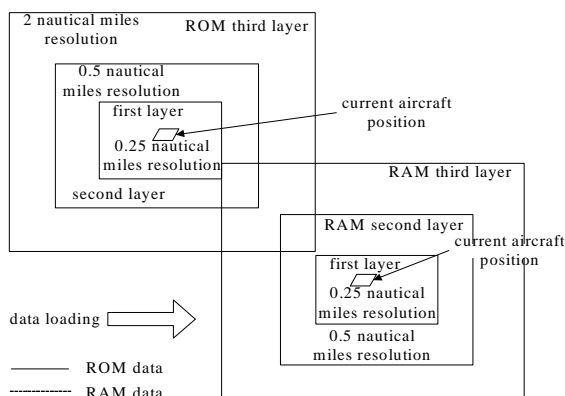 2 nautical miles
resolution
ROM third layer
0.5 nautical
miles resolution
first layer
0.25 nautical
miles resolution
second layer
current aircraft
position
RAM third layer
RAM second layer
current aircraft
position
first layer
0.25 nautical
miles resolution
0.5 nautical
miles resolution
data loading
ROM data
RAM data